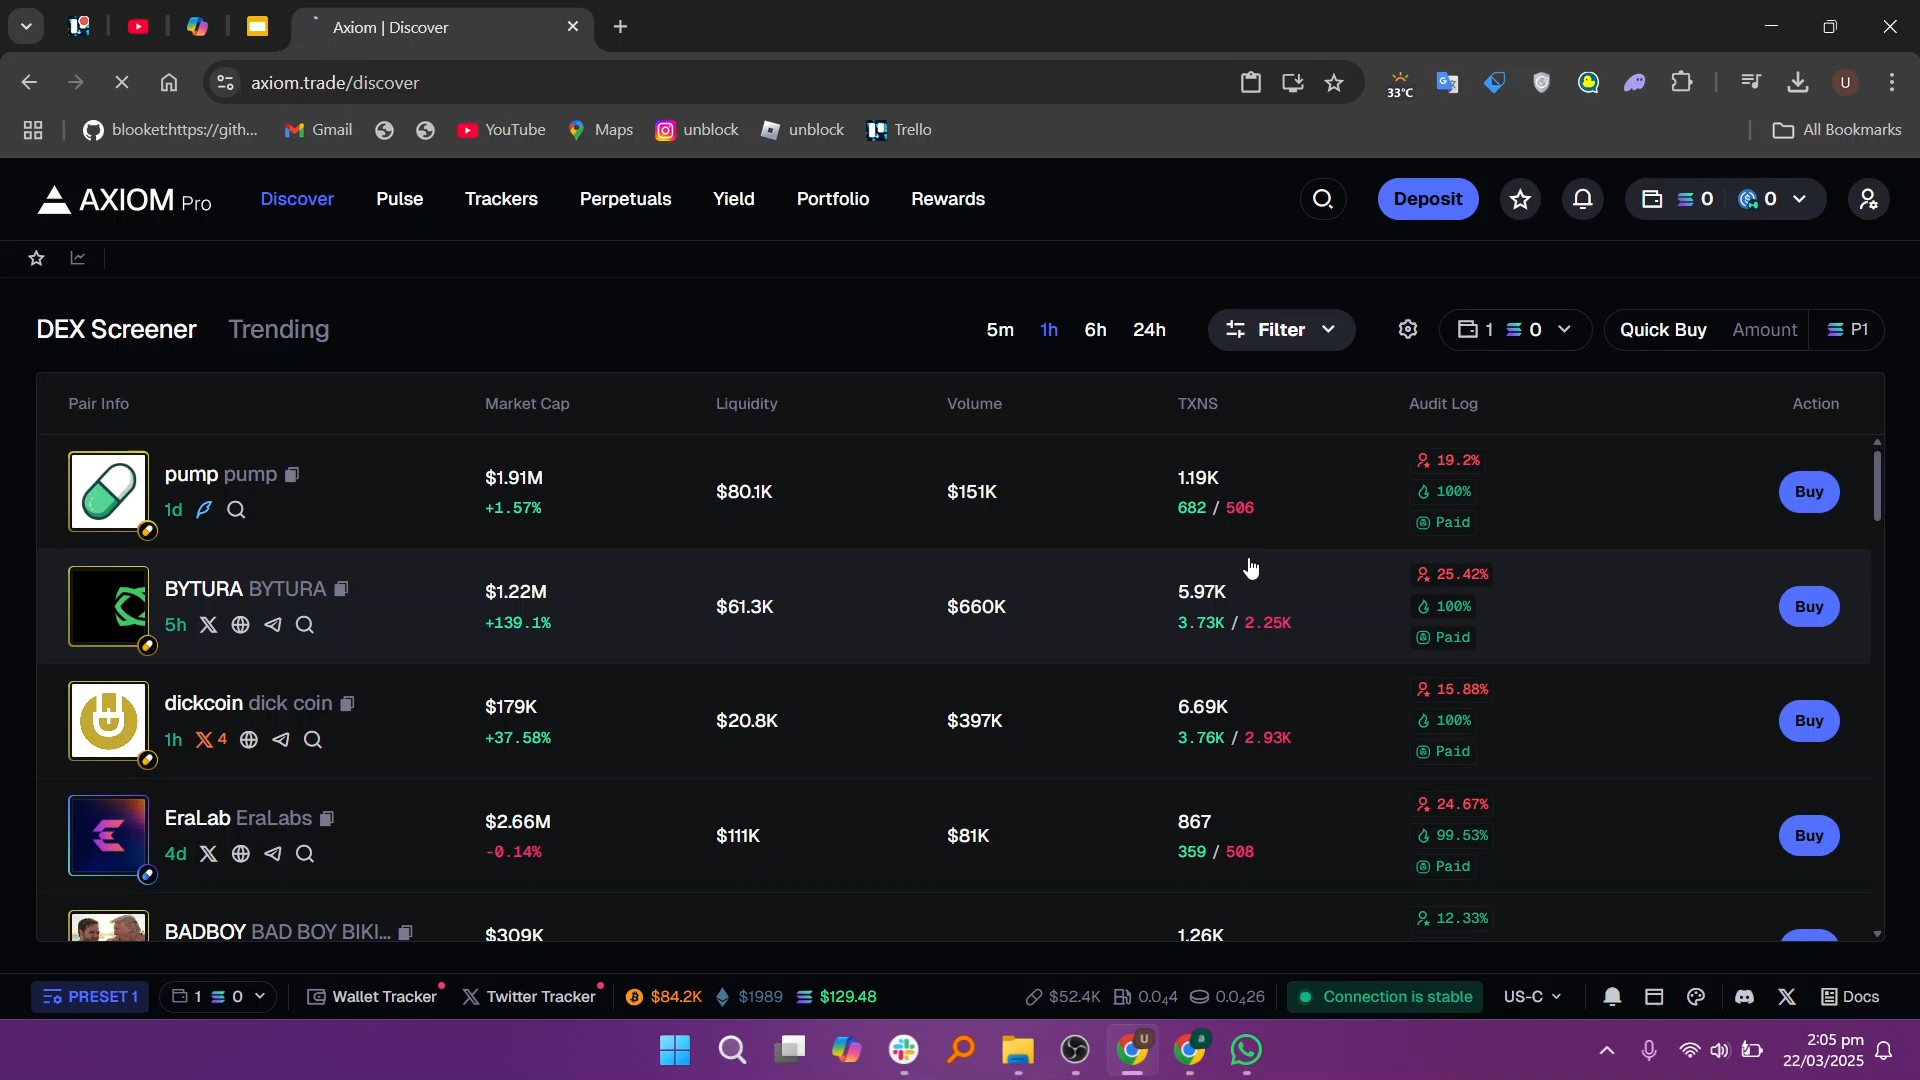 Axiom | Discover
axiom.trade/discover
33°C
U
blooket:https://gith...
Gmail
YouTube
Maps
unblock
unblock
Trello
All Bookmarks
AXIOM Pro
Discover
Pulse
Trackers
Perpetuals
Yield
Portfolio
Rewards
Deposit
0
0
DEX Screener
Trending
5m
1h
6h
24h
Filter
1
0
Quick Buy
Amount
P1
Pair Info
Market Cap
Liquidity
Volume
TXNS
Audit Log
Action
pump pump
1d
$1.91M
+1.57%
$80.1K
$151K
1.19K
682 / 506
19.2%
100%
Paid
Buy
BYTURA BYTURA
5h
$1.22M
+139.1%
$61.3K
$660K
5.97K
3.73K / 2.25K
25.42%
100%
Paid
Buy
dickcoin dick coin
1h
4
$179K
+37.58%
$20.8K
$397K
6.69K
3.76K / 2.93K
15.88%
100%
Paid
Buy
EraLab EraLabs
4d
$2.66M
-0.14%
$111K
$81K
867
359 / 508
24.67%
99.53%
Paid
Buy
BADBOY BAD BOY BIKI...
$309K
1.26K
12.33%
PRESET 1
1
0
Wallet Tracker
Twitter Tracker
$84.2K
$1989
$129.48
$52.4K
0.0₄4
0.0₄26
Connection is stable
US-C
Docs
U
a
2:05 pm
22/03/2025